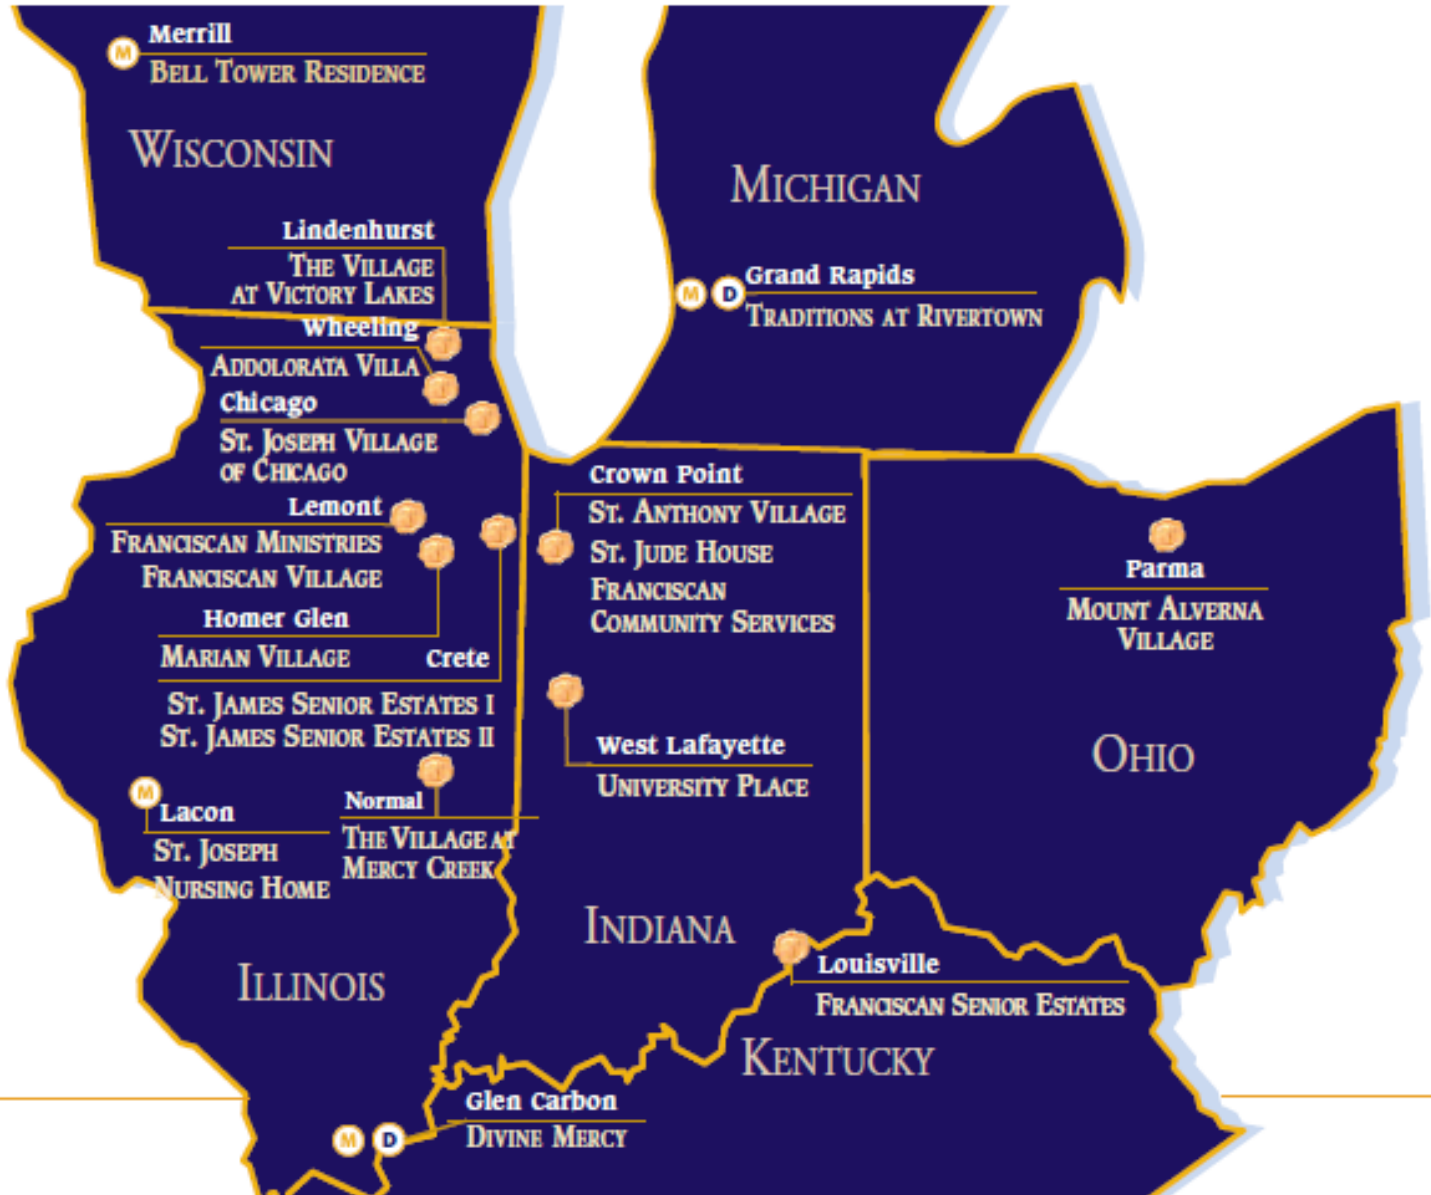 Merrill
M
BELL TOWER RESIDENCE
WISCONSIN
MICHIGAN
Lindenhurst
THE VILLAGE
AT VICTORY LAKES
M D Grand Rapids
TRADITIONS AT RIVERTOWN
Wheeling
ADDOLORATA VILLA
Chicago
ST. JOSEPH VILLAGE
OF CHICAGO
Lemont
FRANCISCAN MINISTRIES
FRANCISCAN VILLAGE
Homer Glen
MARIAN VILLAGE
Crete
ST. JAMES SENIOR ESTATES I
ST. JAMES SENIOR ESTATES II
Crown Point
ST. ANTHONY VILLAGE
ST. JUDE HOUSE
FRANCISCAN
COMMUNITY SERVICES
Parma
MOUNT ALVERNA
VILLAGE
West Lafayette
UNIVERSITY PLACE
OHIO
M
Lacon
ST. JOSEPH
NURSING HOME
Normal
THE VILLAGE AT
MERCY CREEK
INDIANA
ILLINOIS
Louisville
FRANCISCAN SENIOR ESTATES
KENTUCKY
Glen Carbon
M D
DIVINE MERCY